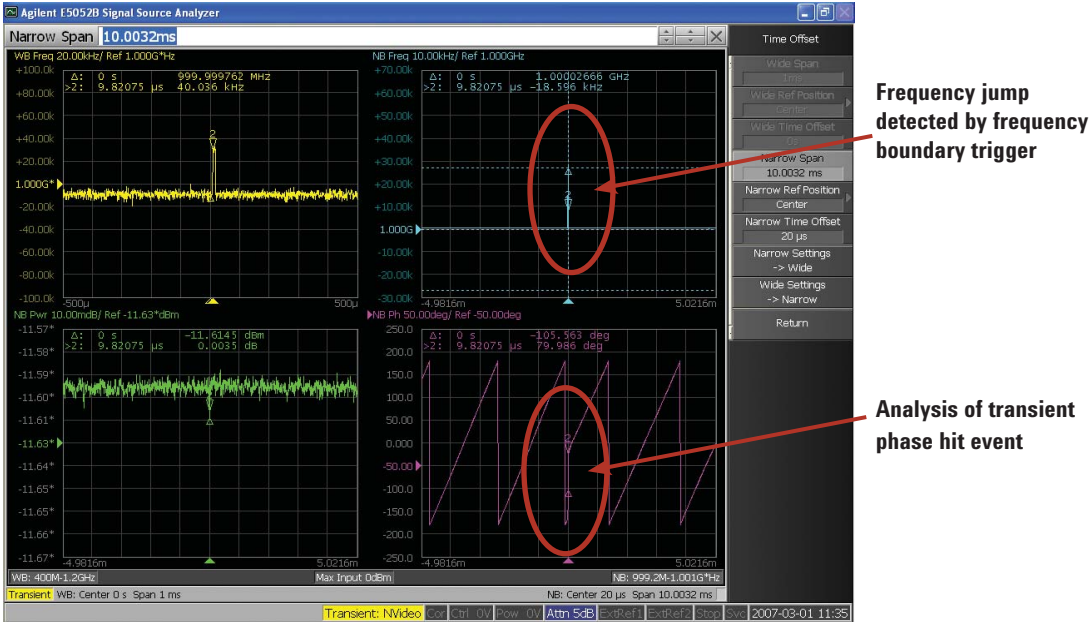 Agilent E5052B Signal Source Analyzer
Narrow Span 10.0032ms
WB Freq 20.00kHz/ Ref 1.000G*Hz
+100.0k
+80.00k
+60.00k
+40.00k
+20.00k
1.000G*
-20.00k
-40.00k
-60.00k
-80.00k
-100.0k
Δ: 0 s 999.999762 MHz
>2: 9.82075 µs 40.036 kHz
2
-500µ 500µ
NB Freq 10.00kHz/ Ref 1.000GHz
+70.00k
+60.00k
+50.00k
+40.00k
+30.00k
+20.00k
+10.00k
1.000G
-10.00k
-20.00k
-30.00k
Δ: 0 s 1.00002666 GHz
>2: 9.82075 µs -18.596 kHz
2
-4.9816m 5.0216m
NB Pwr 10.00mdB/ Ref -11.63*dBm
-11.57*
-11.58*
-11.59*
-11.60*
-11.61*
-11.63*
-11.64*
-11.65*
-11.65*
-11.66*
-11.67*
Δ: 0 s -11.6145 dBm
>2: 9.82075 µs 0.0035 dB
-4.9816m 5.0216m
NB Ph 50.00deg/ Ref -50.00deg
250.0
200.0
150.0
100.0
50.00
0.000
-50.00
-100.0
-150.0
-200.0
-250.0
Δ: 0 s -105.563 deg
>2: 9.82075 µs 79.986 deg
2
-4.9816m 5.0216m
WB: 400M-1.2GHz Max Input 0dBm NB: 999.2M-1.001G*Hz
Transient WB: Center 0 s Span 1 ms NB: Center 20 µs Span 10.0032 ms
Transient: NVideo Cor Ctrl 0V Pow 0V Attn 5dB ExtRef1 ExtRef2 Stop Svc 2007-03-01 11:35
Time Offset
Wide Span
1ms
Wide Ref Position
Center
Wide Time Offset
0s
Narrow Span
10.0032 ms
Narrow Ref Position
Center
Narrow Time Offset
20 µs
Narrow Settings
-> Wide
Wide Settings
-> Narrow
Return
Frequency jump
detected by frequency
boundary trigger
Analysis of transient
phase hit event